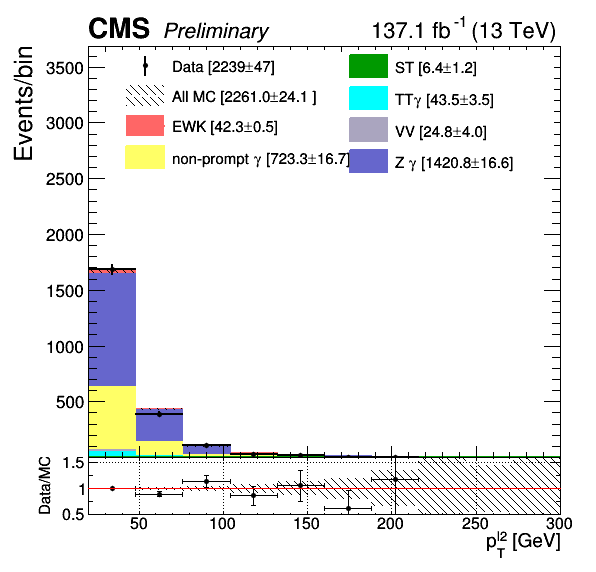 CMS Preliminary 137.1 fb⁻¹ (13 TeV)
Events/bin
3500
3000
2500
2000
1500
1000
500
Data [2239±47]
All MC [2261.0±24.1 ]
EWK [42.3±0.5]
non-prompt γ [723.3±16.7]
ST [6.4±1.2]
TTγ [43.5±3.5]
VV [24.8±4.0]
Z γ [1420.8±16.6]
Data/MC
1.5
1
0.5
50 100 150 200 250 300
p_T^l2 [GeV]